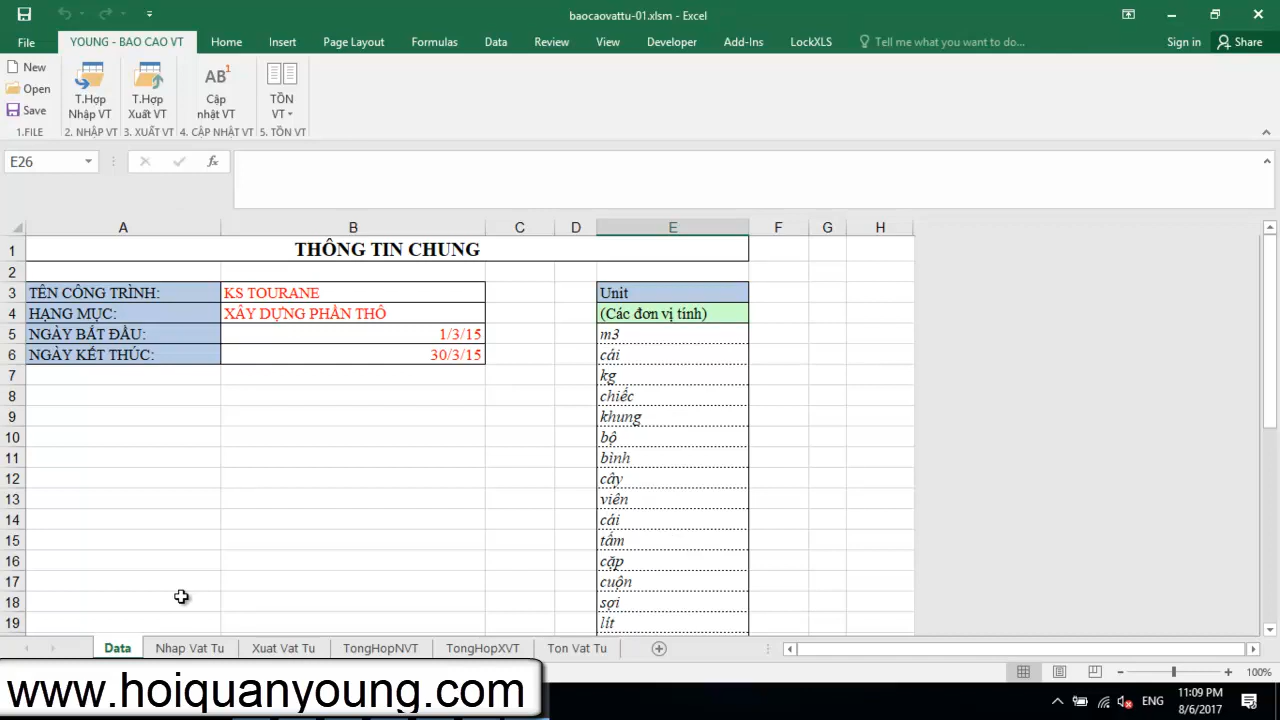 baocaovattu-01.xlsm - Excel
File YOUNG - BAO CAO VT Home Insert Page Layout Formulas Data Review View Developer Add-Ins LockXLS Tell me what you want to do... Sign in Share
New
Open
Save
1.FILE
T.Hợp
Nhập VT
2. NHẬP VT
T.Hợp
Xuất VT
3. XUẤT VT
AB¹
Cập
nhật VT
4. CẬP NHẬT VT
TỒN
VT
5. TỒN VT
E26 fx
A B C D E F G H
1 THÔNG TIN CHUNG
2
3 TÊN CÔNG TRÌNH: KS TOURANE Unit
4 HẠNG MỤC: XÂY DỰNG PHẦN THÔ (Các đơn vị tính)
5 NGÀY BẮT ĐẦU: 1/3/15 m3
6 NGÀY KẾT THÚC: 30/3/15 cái
7 kg
8 chiếc
9 khung
10 bộ
11 bình
12 cây
13 viên
14 cái
15 tấm
16 cặp
17 cuộn
18 sợi
19 lít
Data Nhap Vat Tu Xuat Vat Tu TongHopNVT TongHopXVT Ton Vat Tu
100%
www.hoiquanyoung.com
ENG
11:09 PM
8/6/2017